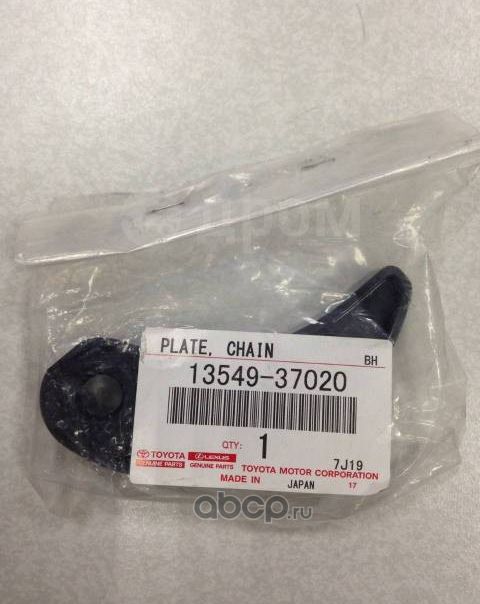 дром
PLATE, CHAIN
BH
13549-37020
QTY: 1
7J19
TOYOTA LEXUS
GENUINE PARTS GENUINE PARTS TOYOTA MOTOR CORPORATION
MADE IN JAPAN 17
abcp.ru